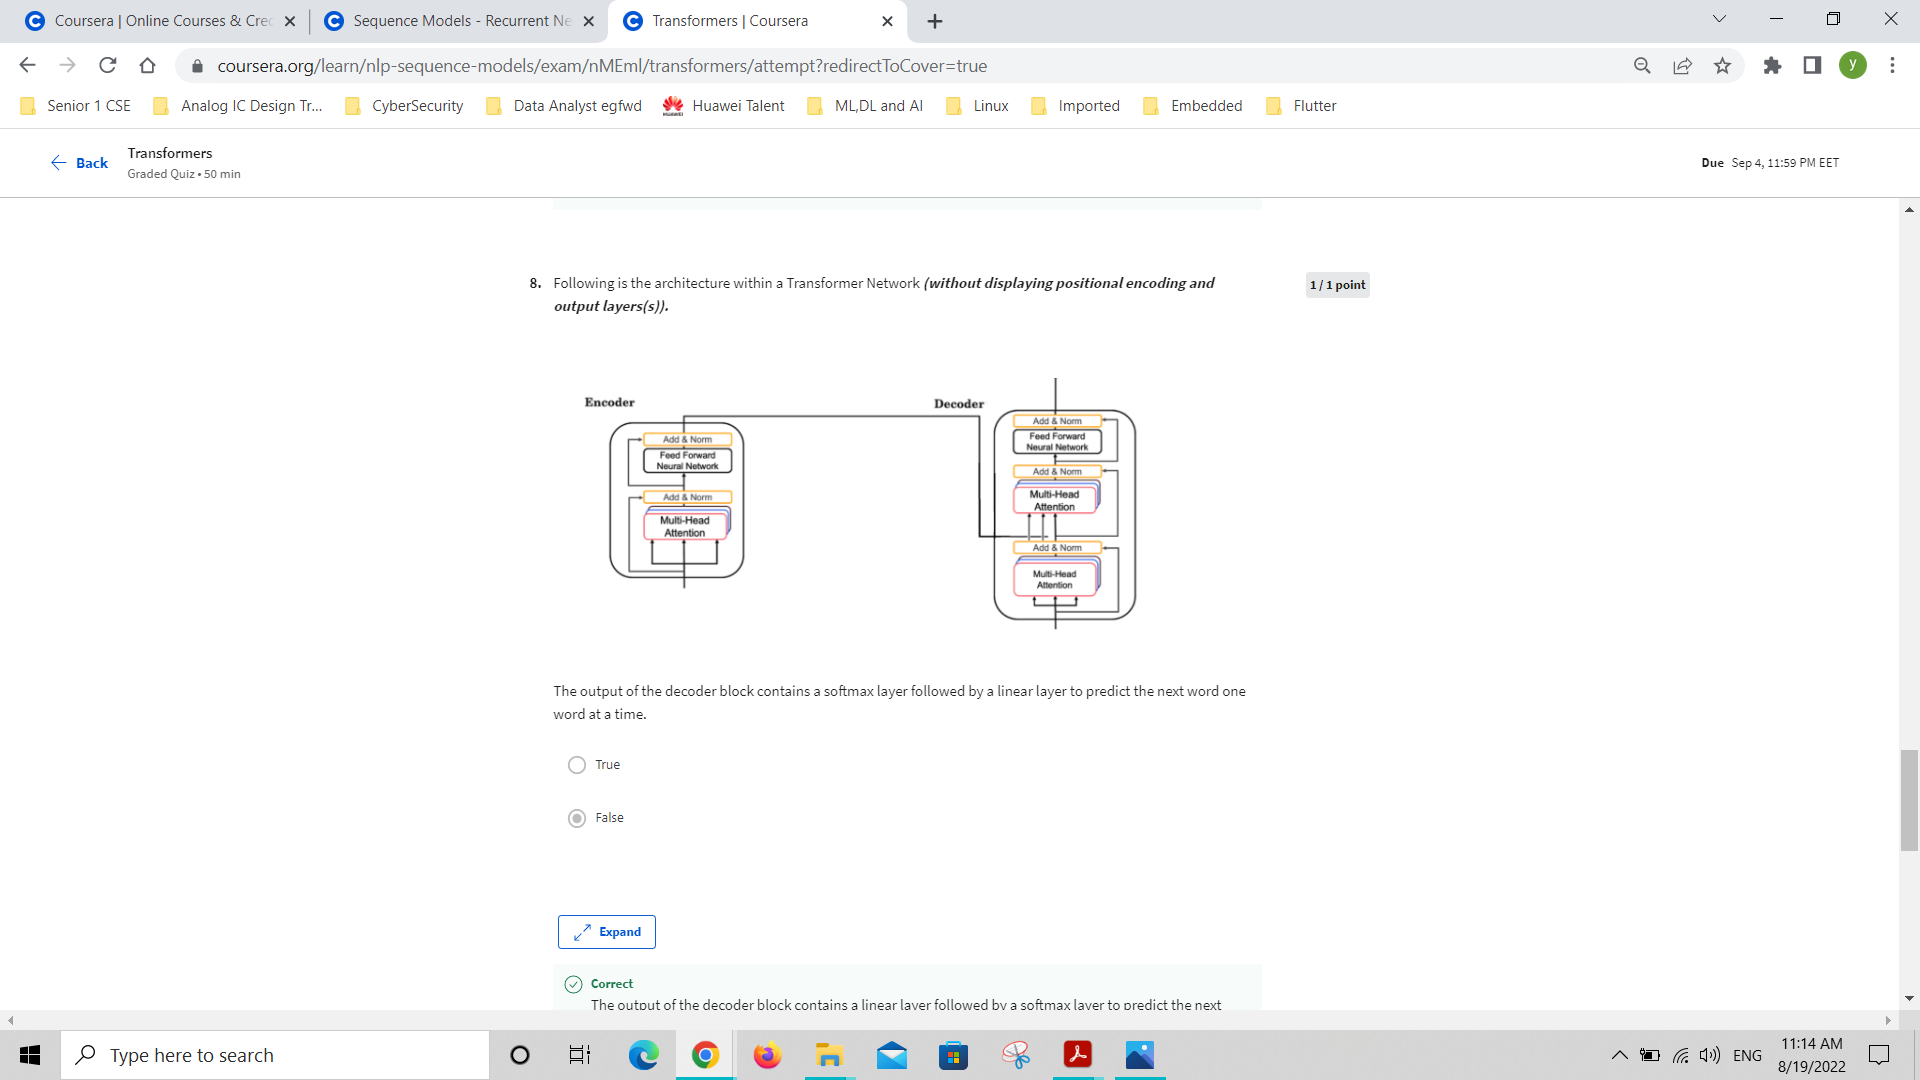 Coursera | Online Courses & Cre
Sequence Models - Recurrent Ne
Transformers | Coursera
coursera.org/learn/nlp-sequence-models/exam/nMEml/transformers/attempt?redirectToCover=true
y
Senior 1 CSE
Analog IC Design Tr...
CyberSecurity
Data Analyst egfwd
Huawei Talent
ML,DL and AI
Linux
Imported
Embedded
Flutter
Back
Transformers
Graded Quiz • 50 min
Due Sep 4, 11:59 PM EET
8. Following is the architecture within a Transformer Network (without displaying positional encoding and
output layers(s)).
1 / 1 point
Encoder
Add & Norm
Feed Forward
Neural Network
Add & Norm
Multi-Head
Attention
Decoder
Add & Norm
Feed Forward
Neural Network
Add & Norm
Multi-Head
Attention
Add & Norm
Multi-Head
Attention
The output of the decoder block contains a softmax layer followed by a linear layer to predict the next word one
word at a time.
True
False
Expand
Correct
The output of the decoder block contains a linear layer followed by a softmax layer to predict the next
Type here to search
ENG
11:14 AM
8/19/2022